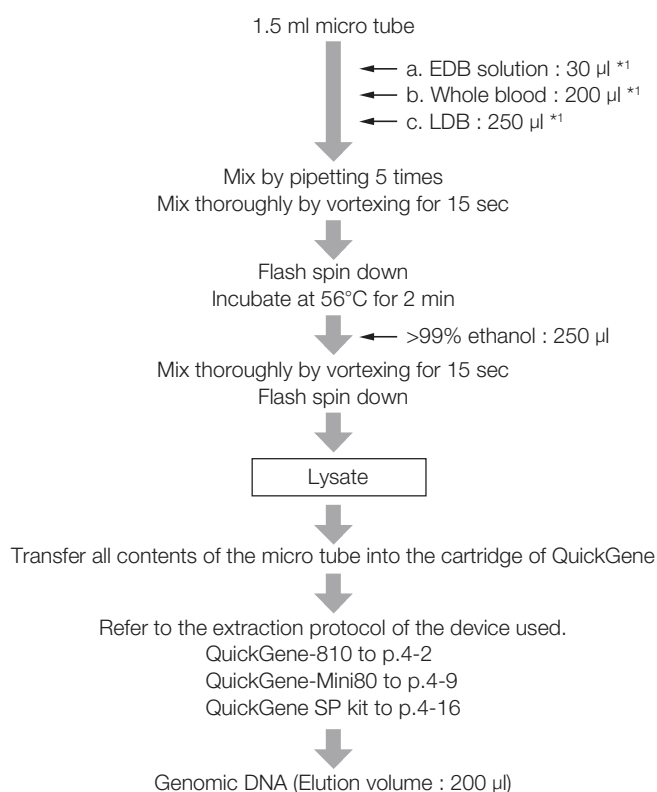 1.5 ml micro tube
a. EDB solution : 30 µl *1
b. Whole blood : 200 µl *1
c. LDB : 250 µl *1
Mix by pipetting 5 times
Mix thoroughly by vortexing for 15 sec
Flash spin down
Incubate at 56°C for 2 min
>99% ethanol : 250 µl
Mix thoroughly by vortexing for 15 sec
Flash spin down
Lysate
Transfer all contents of the micro tube into the cartridge of QuickGene
Refer to the extraction protocol of the device used.
QuickGene-810 to p.4-2
QuickGene-Mini80 to p.4-9
QuickGene SP kit to p.4-16
Genomic DNA (Elution volume : 200 µl)